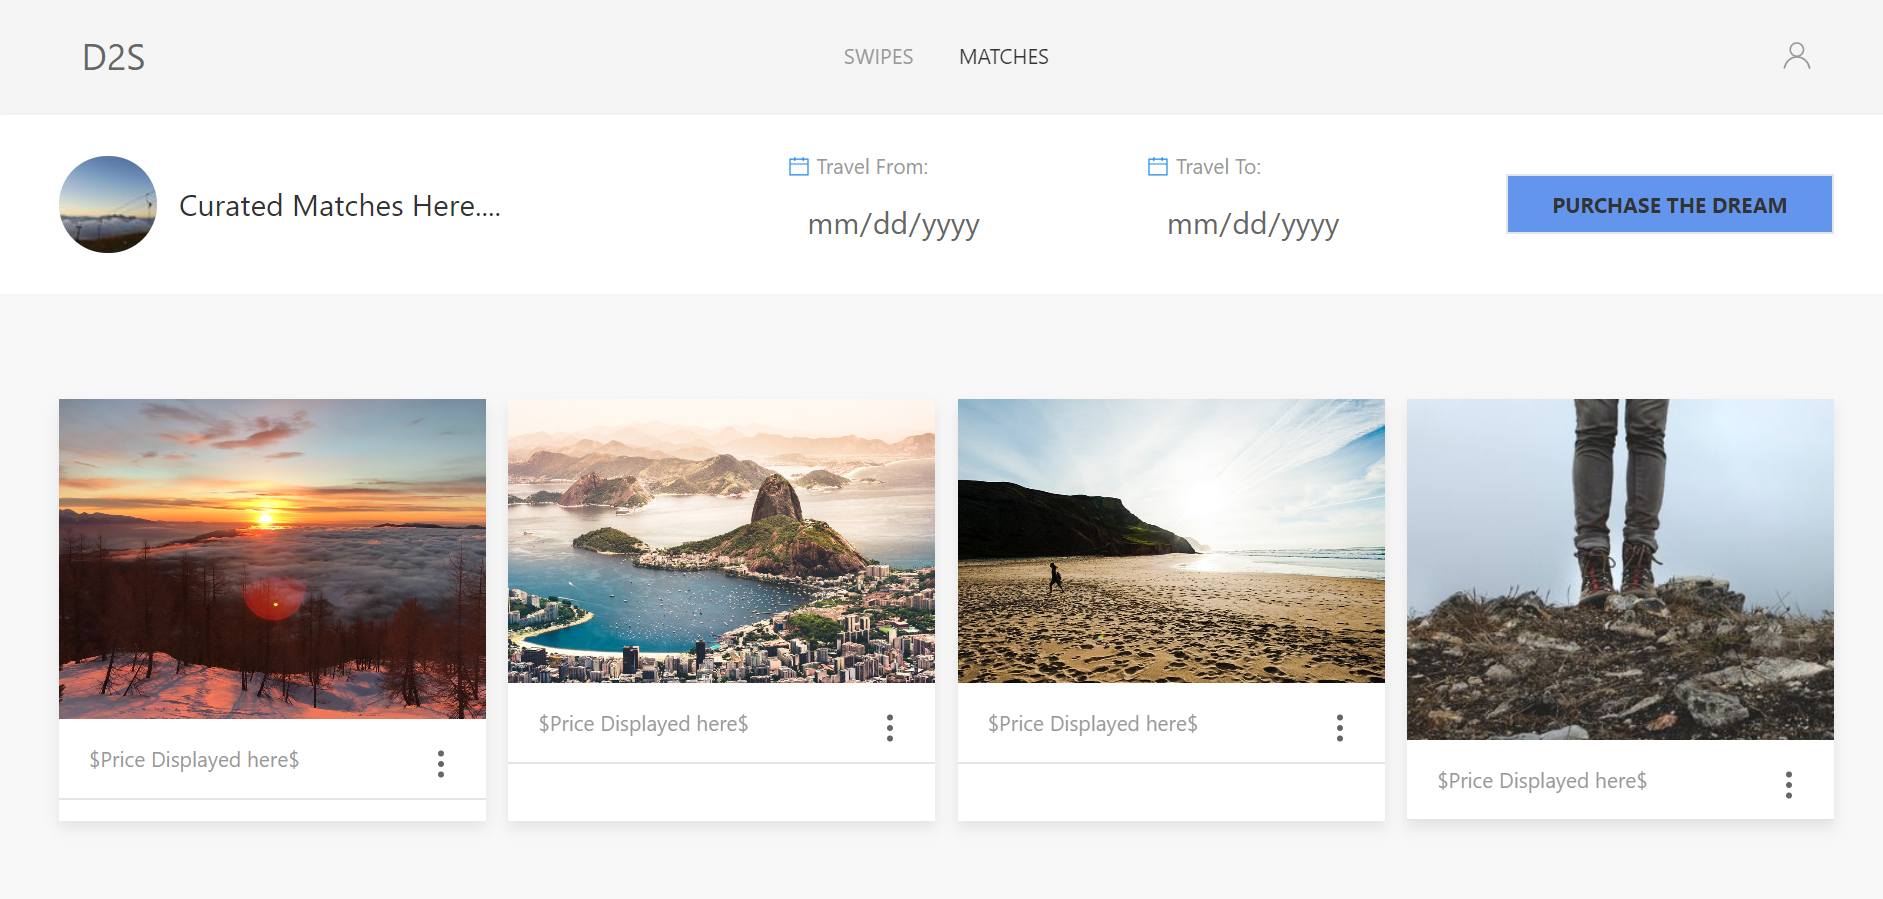 D2S
SWIPES MATCHES
Curated Matches Here....
Travel From:
mm/dd/yyyy
Travel To:
mm/dd/yyyy
PURCHASE THE DREAM
$Price Displayed here$
$Price Displayed here$
$Price Displayed here$
$Price Displayed here$